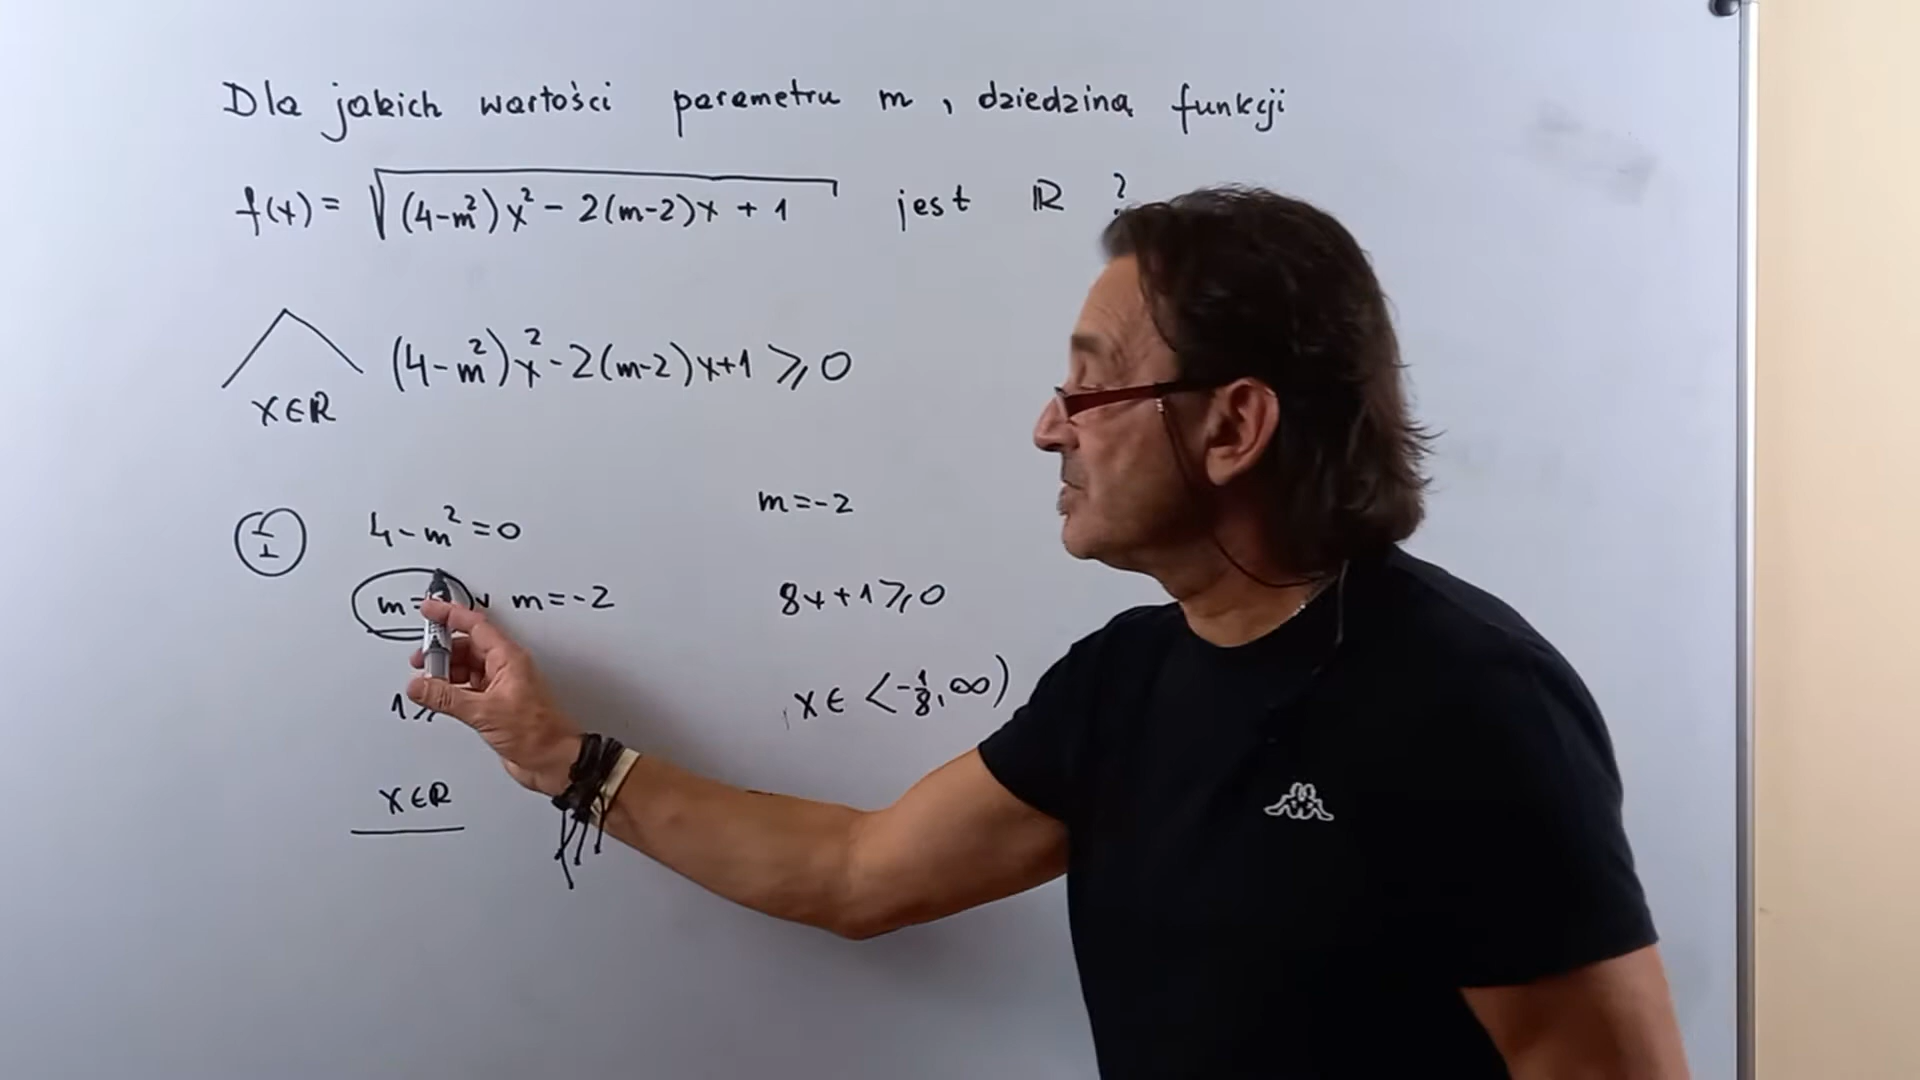 Dla jakich wartości parametru m, dziedziną funkcji
f(x) = √(4-m²)x² - 2(m-2)x + 1 jest ℝ ?
(4-m²)x² - 2(m-2)x+1 ⩾ 0
x∈ℝ
I
4-m²=0
m= v m=-2
1⩾
x∈ℝ
m=-2
8x+1⩾0
x∈ <-1/8, ∞)